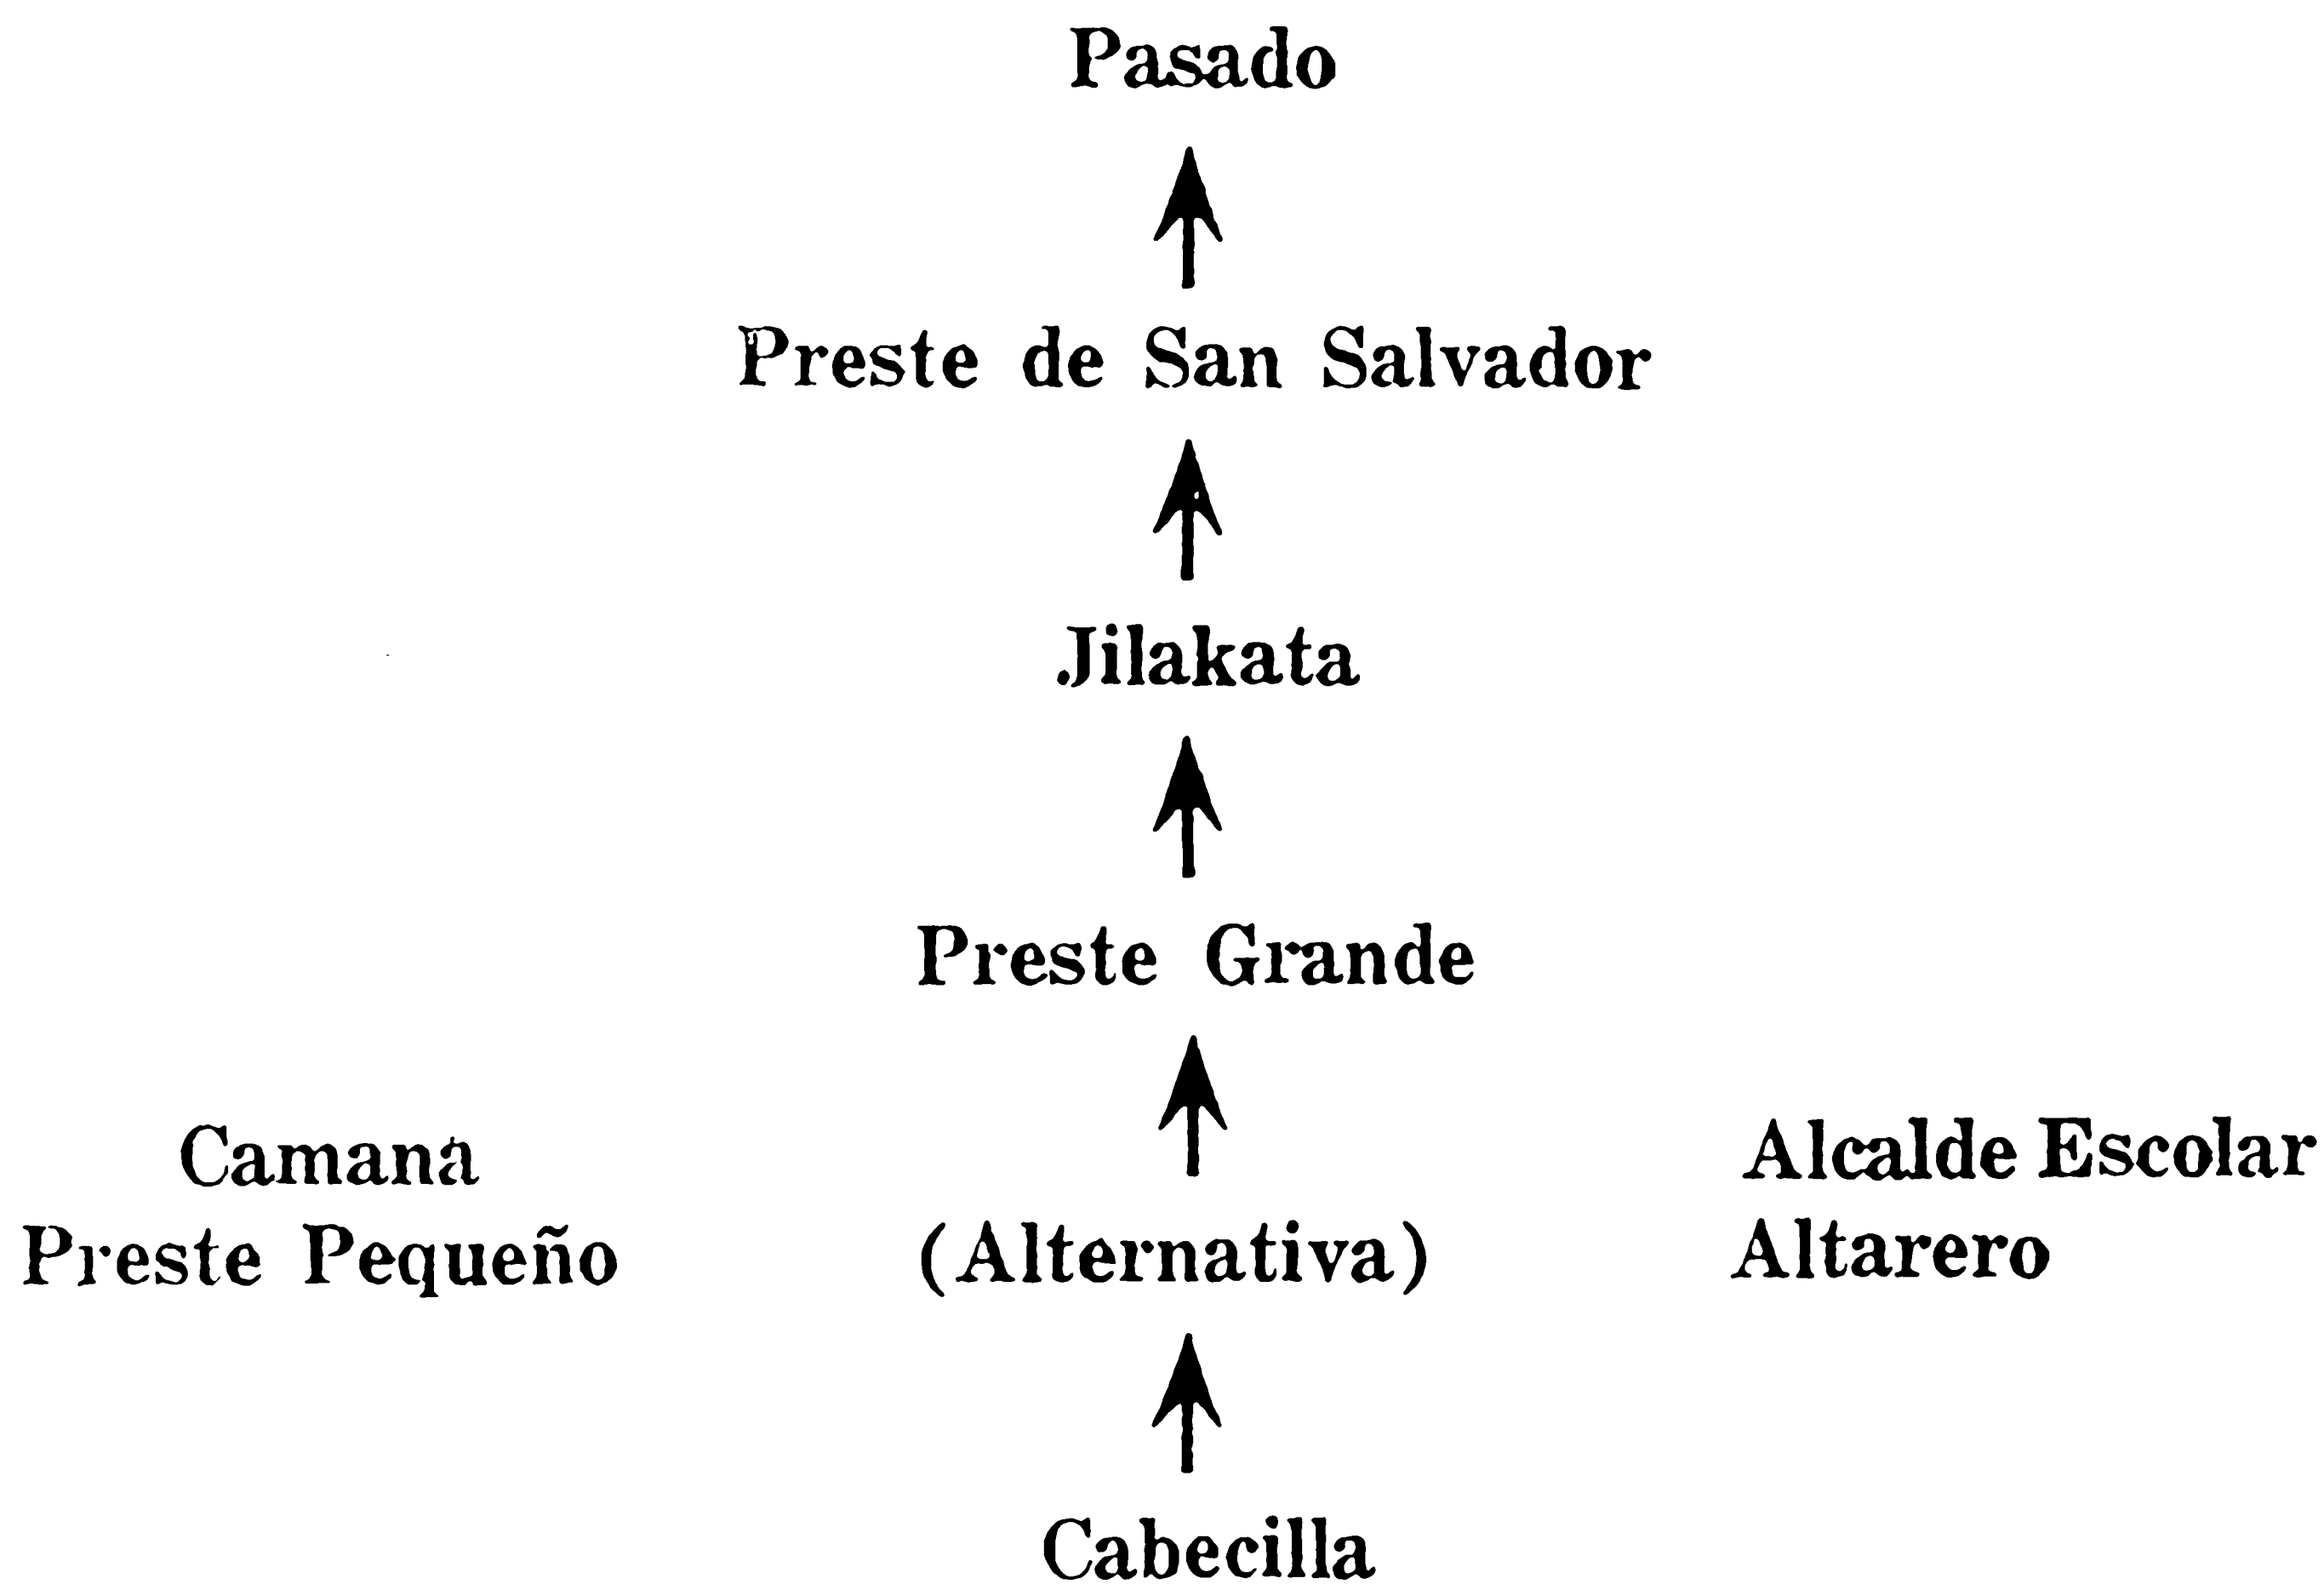 Pasado
Preste de San Salvador
Jilakata
Preste Grande
Camana Alcalde Escolar
Preste Pequeño (Alternativa) Altarero
Cabecilla